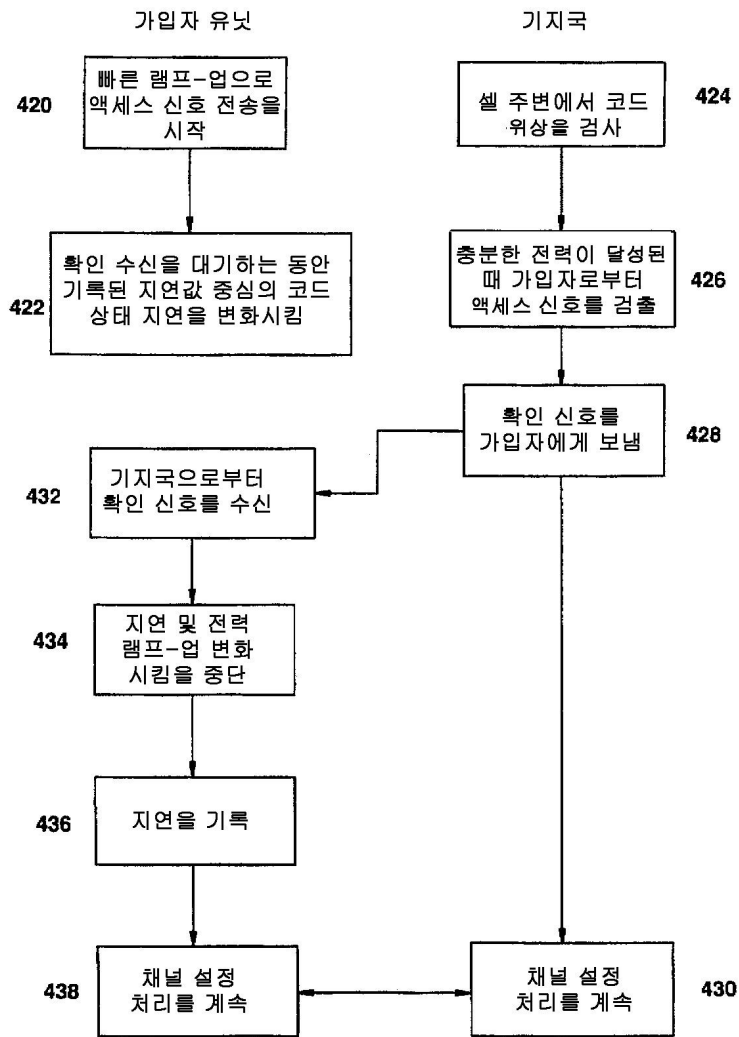 가입자 유닛
기지국
420
빠른 램프-업으로
액세스 신호 전송을
시작
424
셀 주변에서 코드
위상을 검사
422
확인 수신을 대기하는 동안
기록된 지연값 중심의 코드
상태 지연을 변화시킴
426
충분한 전력이 달성된
때 가입자로부터
액세스 신호를 검출
428
확인 신호를
가입자에게 보냄
432
기지국으로부터
확인 신호를 수신
434
지연 및 전력
램프-업 변화
시킴을 중단
436
지연을 기록
438
채널 설정
처리를 계속
430
채널 설정
처리를 계속